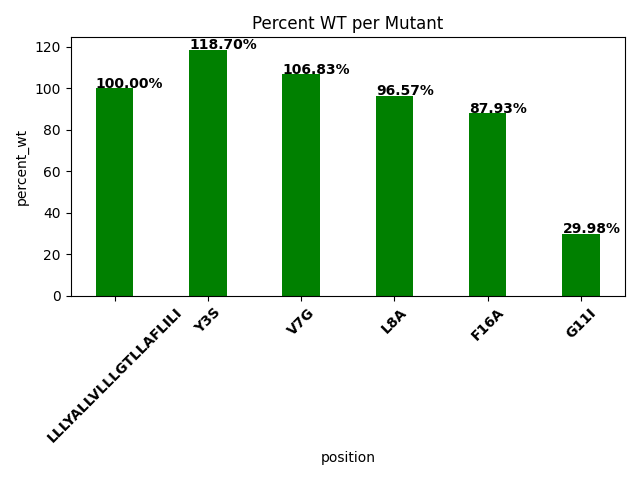 Percent WT per Mutant
percent_wt
120
100
80
60
40
20
0
100.00%
118.70%
106.83%
96.57%
87.93%
29.98%
LLLYALLVLLLGTLLAFLILI
Y3S
V7G
L8A
F16A
G11I
position